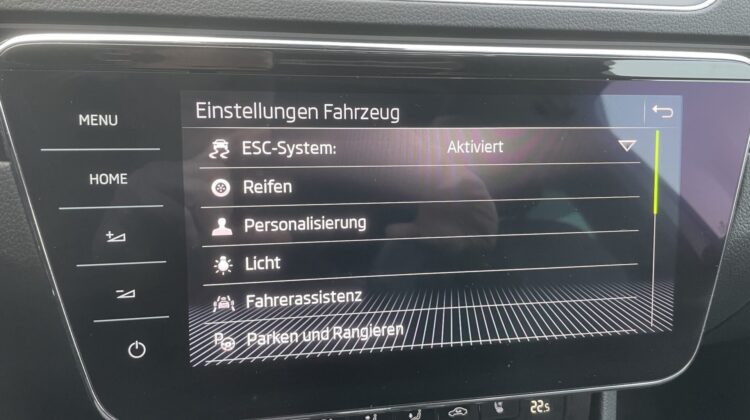 Einstellungen Fahrzeug
MENU
ESC-System: Aktiviert
HOME
Reifen
Personalisierung
Licht
Fahrerassistenz
Parken und Rangieren
22.5